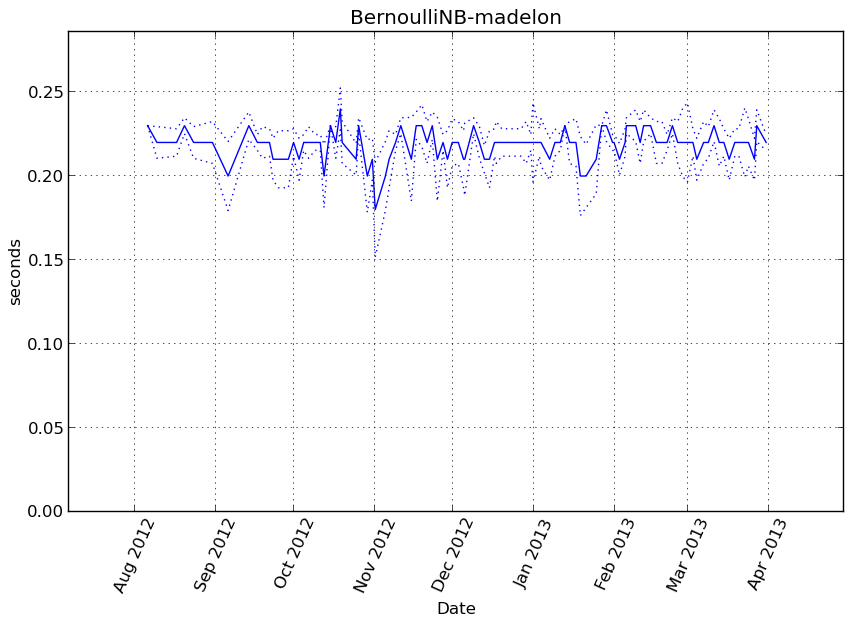 BernoulliNB-madelon
0.25
0.20
0.15
0.10
0.05
0.00
seconds
Aug 2012
Sep 2012
Oct 2012
Nov 2012
Dec 2012
Jan 2013
Feb 2013
Mar 2013
Apr 2013
Date